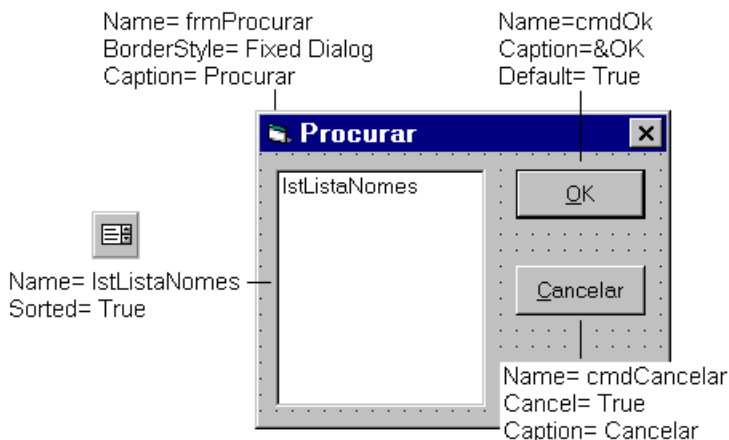 Name= frmProcurar
BorderStyle= Fixed Dialog
Caption= Procurar
Name=cmdOk
Caption=&OK
Default= True
Procurar
lstListaNomes
OK
Name= lstListaNomes
Sorted= True
Cancelar
Name= cmdCancelar
Cancel= True
Caption= Cancelar